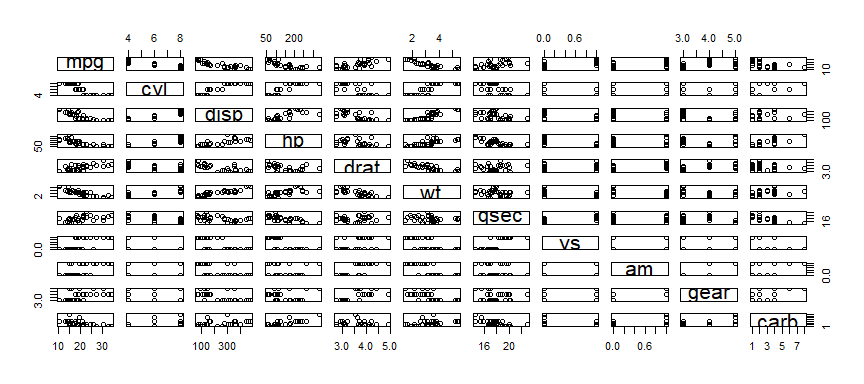 4 6 8 50 200 2 4 0.0 0.6 3.0 4.0 5.0
mpg 10
4 cyl
disp 100
50 hp
drat 3.0
2 wt
qsec 16
0.0 vs
am 0.0
3.0 gear
carb 1
10 20 30 100 300 3.0 4.0 5.0 16 20 0.0 0.6 1 3 5 7